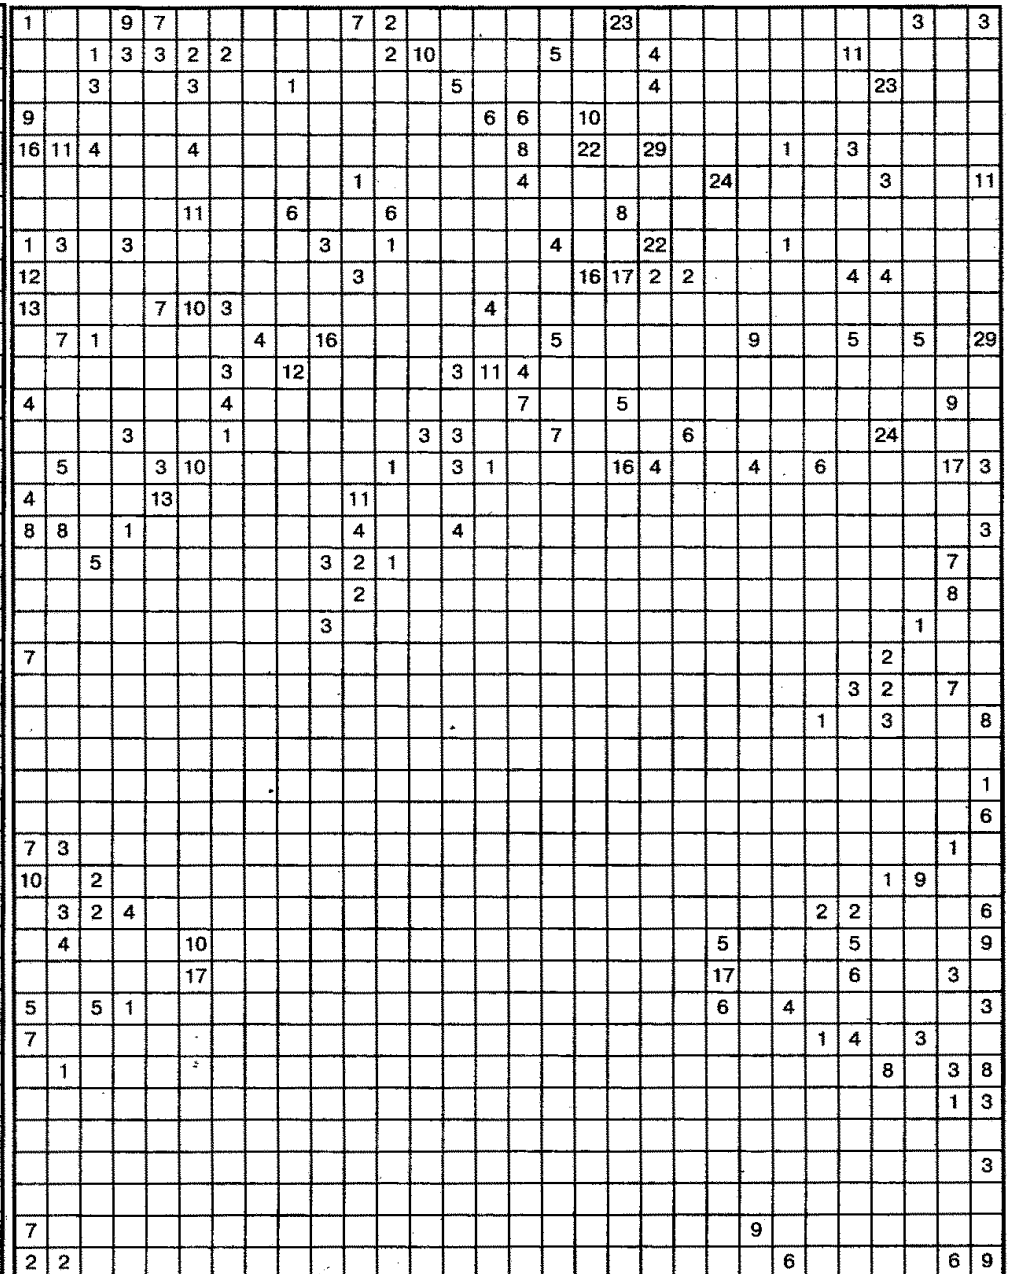 1 9 7 7 2 23 3 3
1 3 3 2 2 2 10 5 4 11
3 3 1 5 4 23
9 6 6 10
16 11 4 4 8 22 29 1 3
1 4 24 3 11
11 6 6 8
1 3 3 3 1 4 22 1
12 3 16 17 2 2 4 4
13 7 10 3 4
7 1 4 16 5 9 5 5 29
3 12 3 11 4
4 4 7 5 9
3 1 3 3 7 6 24
5 3 10 1 3 1 16 4 4 6 17 3
4 13 11
8 8 1 4 4 3
5 3 2 1 7
2 8
3 1
7 2
3 2 7
1 3 8
1
6
7 3 1
10 2 1 9
3 2 4 2 2 6
4 10 5 5 9
17 17 6 3
5 5 1 6 4 3
7 1 4 3
1 8 3 8
1 3
3
7 9
2 2 6 6 9